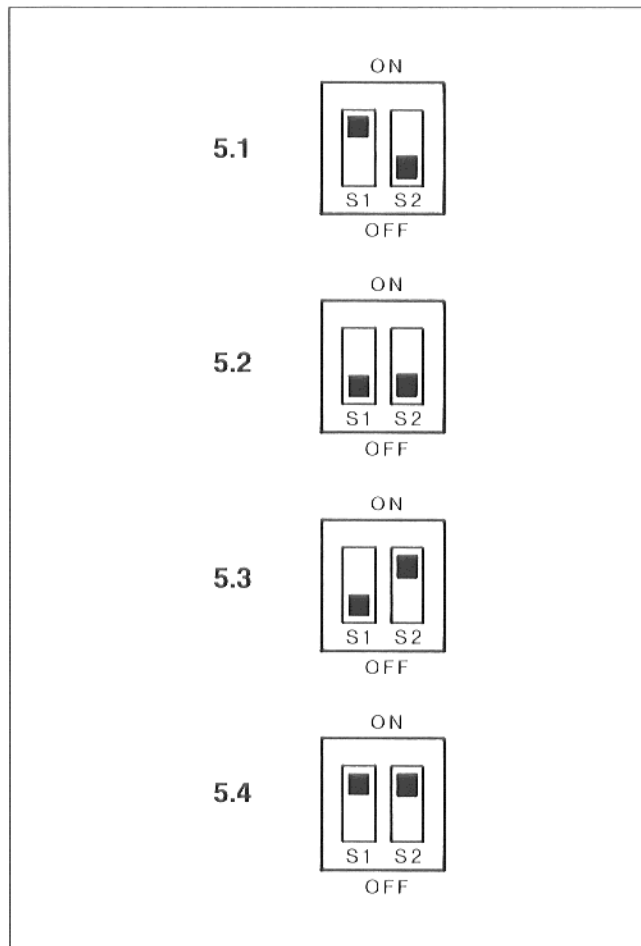 ON
5.1
S1 S2
OFF
ON
5.2
S1 S2
OFF
ON
5.3
S1 S2
OFF
ON
5.4
S1 S2
OFF